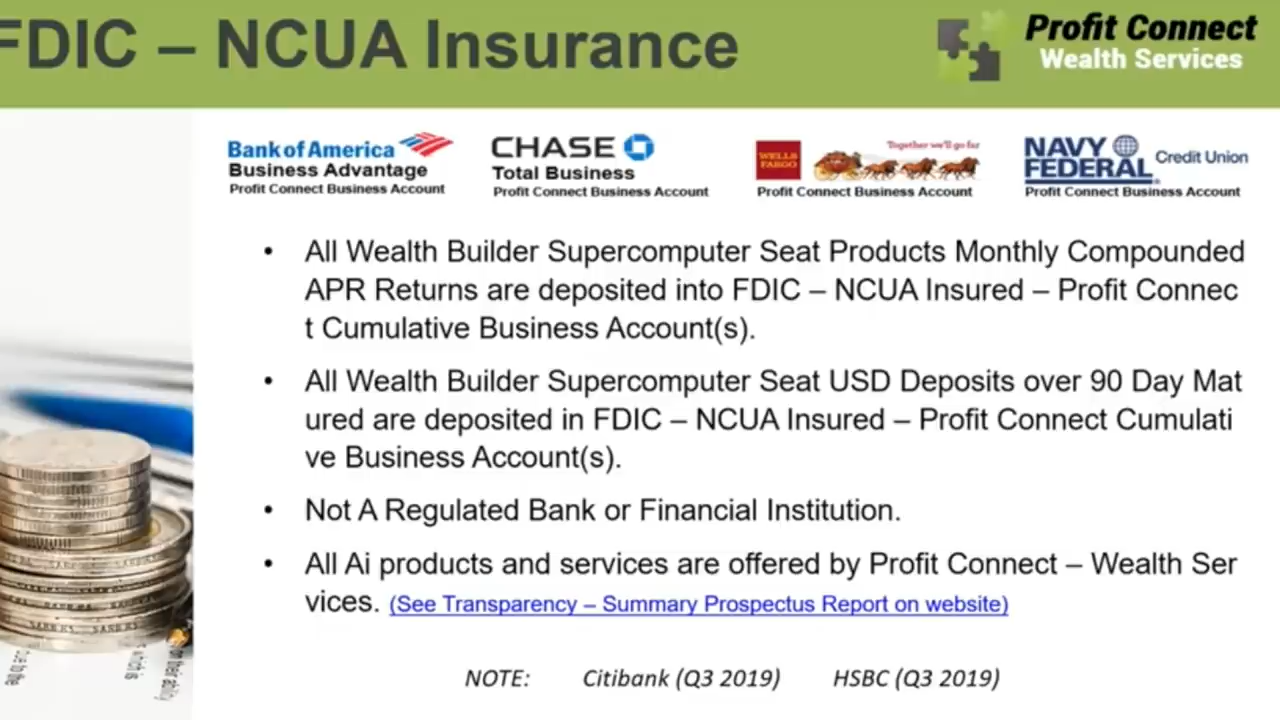 FDIC – NCUA Insurance
Profit Connect
Wealth Services
Bank of America
Business Advantage
Profit Connect Business Account
CHASE
Total Business
Profit Connect Business Account
WELLS
FARGO
Together we'll go far
Profit Connect Business Account
NAVY
FEDERAL
Credit Union
Profit Connect Business Account
• All Wealth Builder Supercomputer Seat Products Monthly Compounded
APR Returns are deposited into FDIC – NCUA Insured – Profit Connec
t Cumulative Business Account(s).
• All Wealth Builder Supercomputer Seat USD Deposits over 90 Day Mat
ured are deposited in FDIC – NCUA Insured – Profit Connect Cumulati
ve Business Account(s).
• Not A Regulated Bank or Financial Institution.
• All Ai products and services are offered by Profit Connect – Wealth Ser
vices. (See Transparency – Summary Prospectus Report on website)
NOTE: Citibank (Q3 2019) HSBC (Q3 2019)